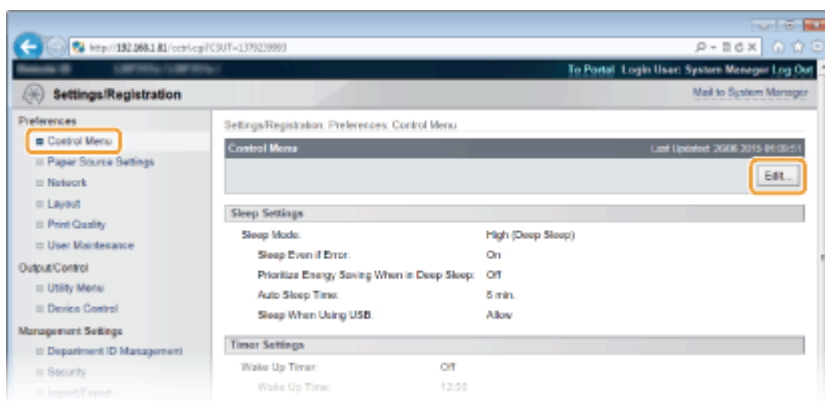 http://192.168.1.81/cctrl.cgi?CSUT=1379239993
To Portal Login User: System Manager Log Out
Settings/Registration
Mail to System Manager
Preferences
Control Menu
Paper Source Settings
Network
Layout
Print Quality
User Maintenance
Output/Control
Utility Menu
Device Control
Management Settings
Department ID Management
Security
Import/Export
Settings/Registration: Preferences: Control Menu
Control Menu
Last Updated: 26/06 2015 01:09:51
Edit...
Sleep Settings
Sleep Mode: High (Deep Sleep)
Sleep Even if Error: On
Prioritize Energy Saving When in Deep Sleep: Off
Auto Sleep Time: 5 min.
Sleep When Using USB: Allow
Timer Settings
Wake Up Timer: Off
Wake Up Time: 12:00